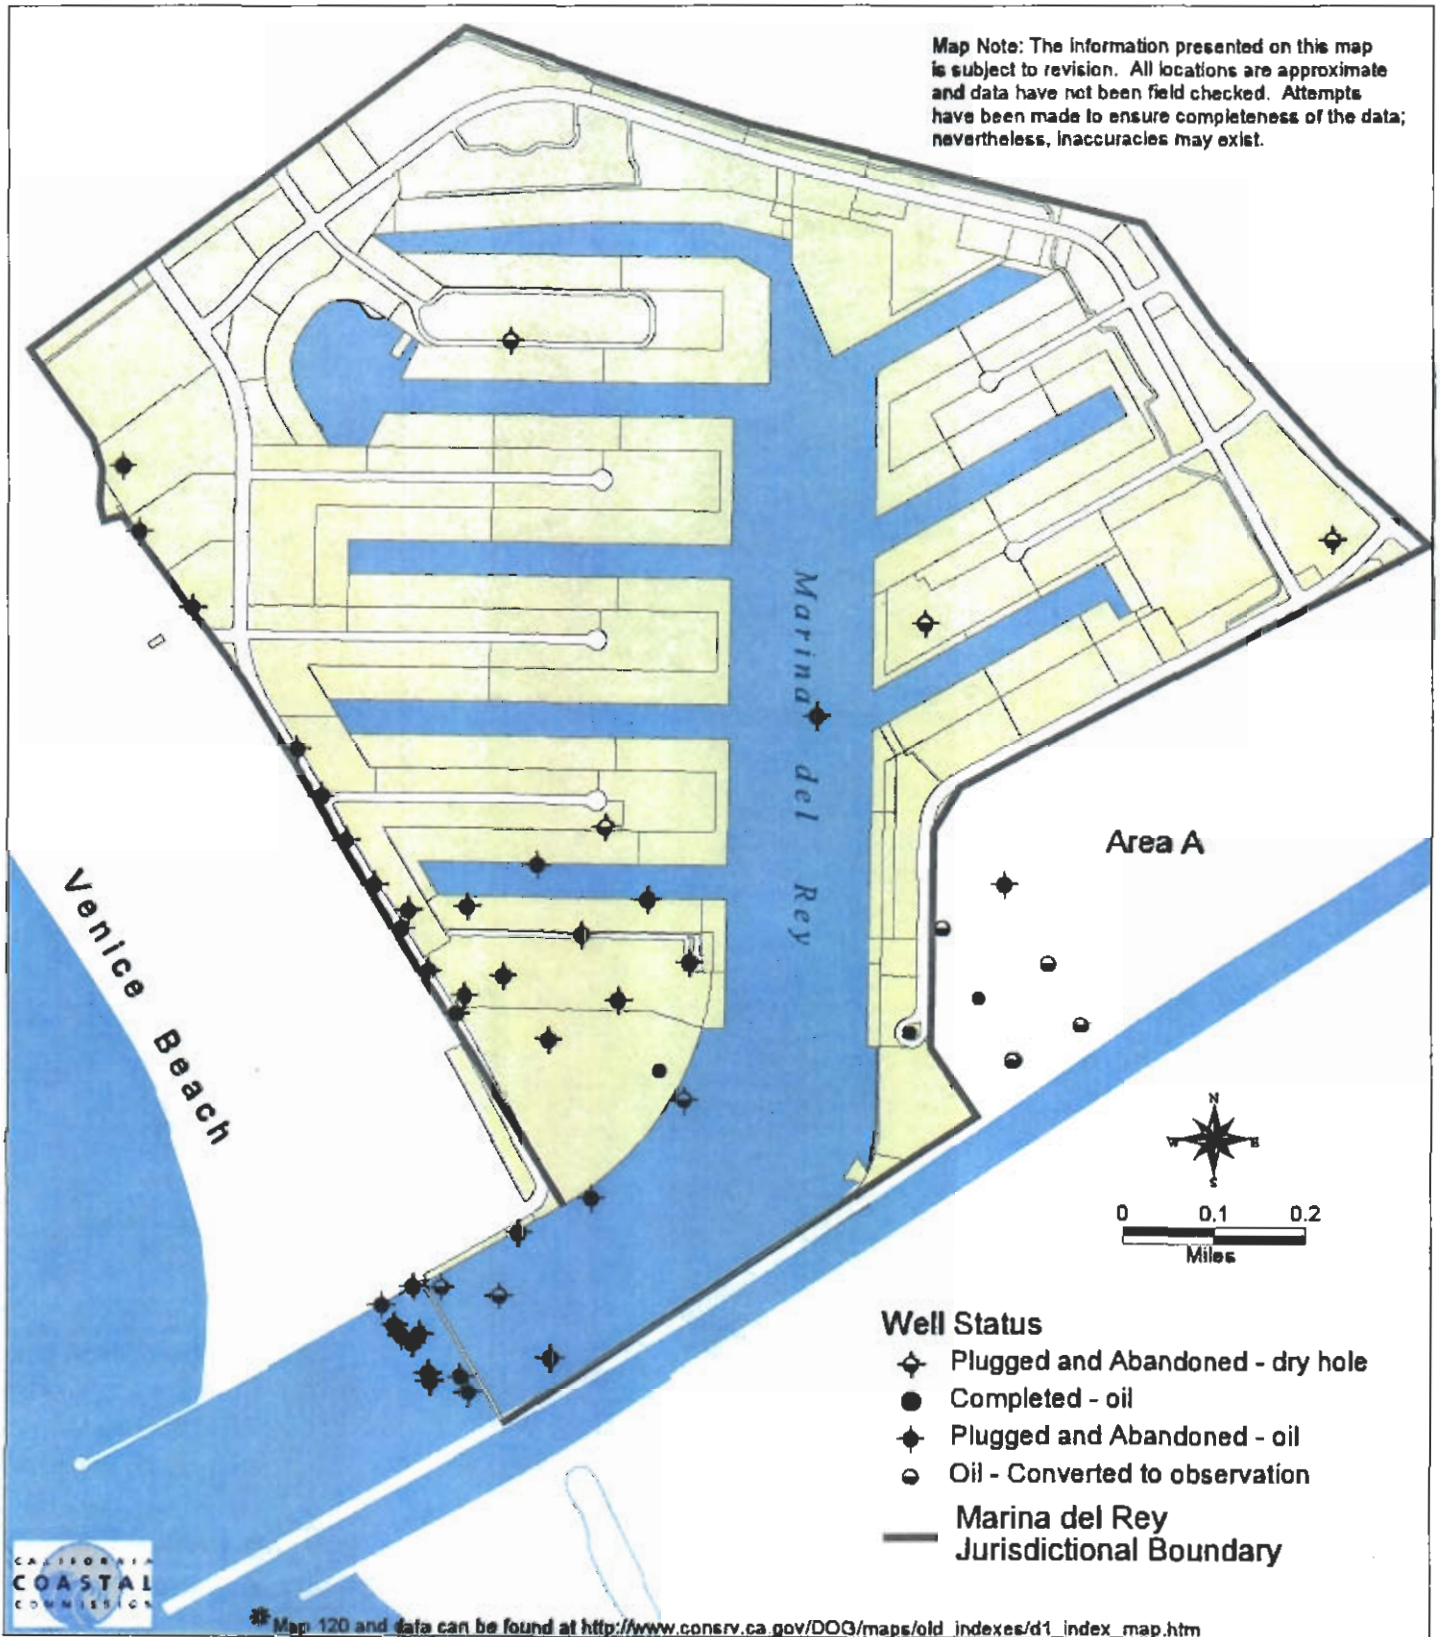 Map Note: The information presented on this map
is subject to revision. All locations are approximate
and data have not been field checked. Attempts
have been made to ensure completeness of the data;
nevertheless, inaccuracies may exist.
Marina del Rey
Area A
Venice Beach
N
W E
S
0 0.1 0.2
Miles
Well Status
Plugged and Abandoned - dry hole
Completed - oil
Plugged and Abandoned - oil
Oil - Converted to observation
Marina del Rey
Jurisdictional Boundary
CALIFORNIA
COASTAL
COMMISSION
* Map 120 and data can be found at http://www.consrv.ca.gov/DOG/maps/old_indexes/d1_index_map.htm